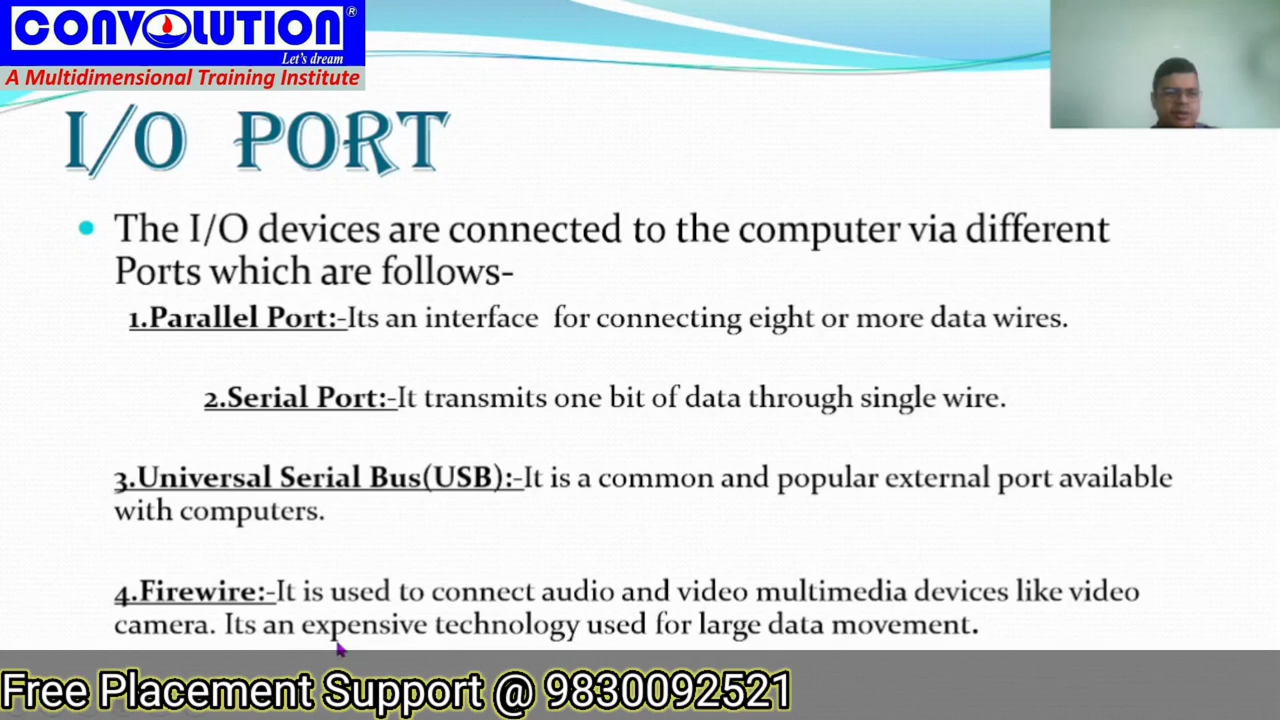 CONVOLUTION®
Let's dream
A Multidimensional Training Institute
I/O PORT
• The I/O devices are connected to the computer via different
Ports which are follows-
1.Parallel Port:-Its an interface for connecting eight or more data wires.
2.Serial Port:-It transmits one bit of data through single wire.
3.Universal Serial Bus(USB):-It is a common and popular external port available
with computers.
4.Firewire:-It is used to connect audio and video multimedia devices like video
camera. Its an expensive technology used for large data movement.
Free Placement Support @ 9830092521